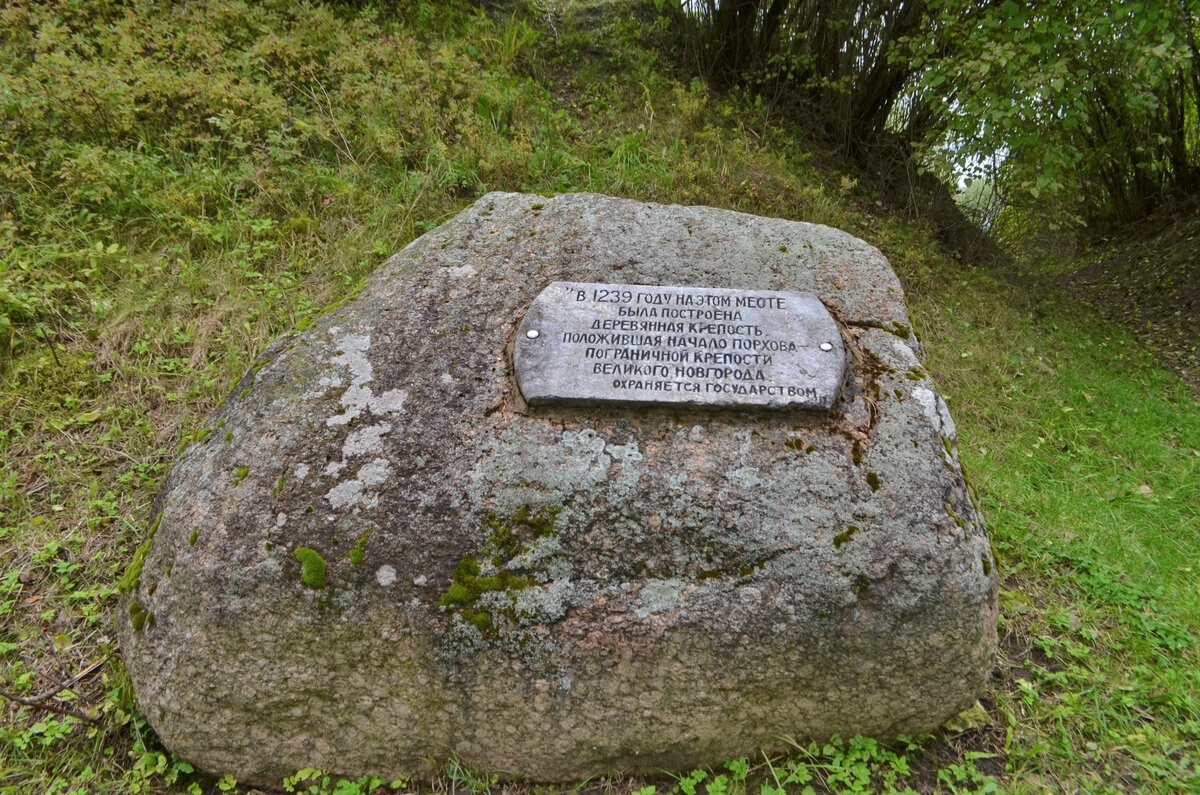 "В 1239 ГОДУ НА ЭТОМ МЕСТЕ
БЫЛА ПОСТРОЕНА
ДЕРЕВЯННАЯ КРЕПОСТЬ
ПОЛОЖИВШАЯ НАЧАЛО ПОРХОВА—
ПОГРАНИЧНОЙ КРЕПОСТИ
ВЕЛИКОГО НОВГОРОДА
ОХРАНЯЕТСЯ ГОСУДАРСТВОМ"